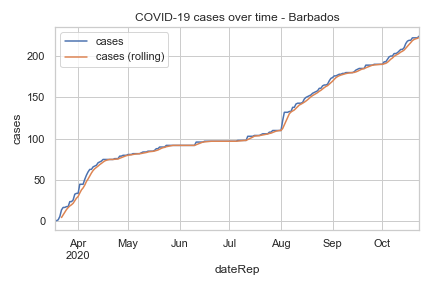 COVID-19 cases over time - Barbados
cases
cases (rolling)
200
150
100
50
0
cases
Apr
2020
May
Jun
Jul
Aug
Sep
Oct
dateRep